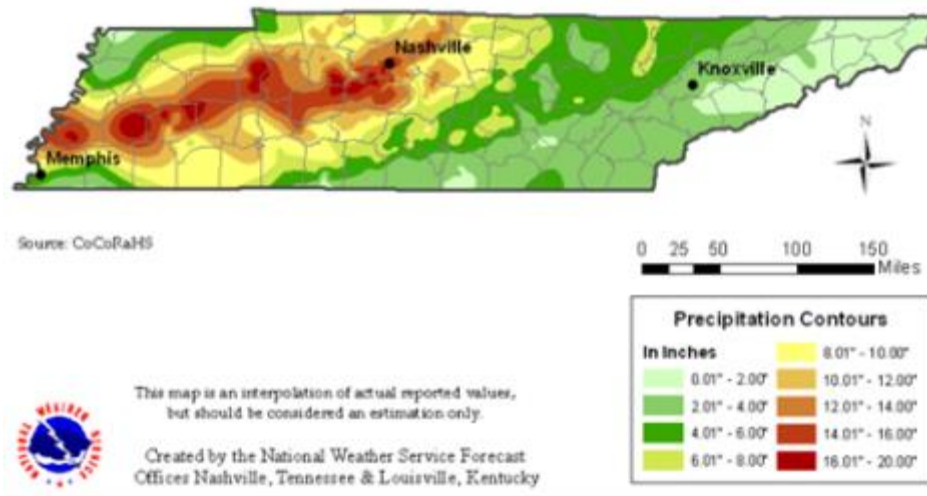 Nashville
Knoxville
Memphis
N
Source: CoCoRaHS
0 25 50 100 150
Miles
Precipitation Contours
In Inches
0.01" - 2.00"
2.01" - 4.00"
4.01" - 6.00"
6.01" - 8.00"
8.01" - 10.00"
10.01" - 12.00"
12.01" - 14.00"
14.01" - 16.00"
16.01" - 20.00"
This map is an interpolation of actual reported values,
but should be considered an estimation only.
Created by the National Weather Service Forecast
Offices Nashville, Tennessee & Louisville, Kentucky
NATIONAL WEATHER SERVICE